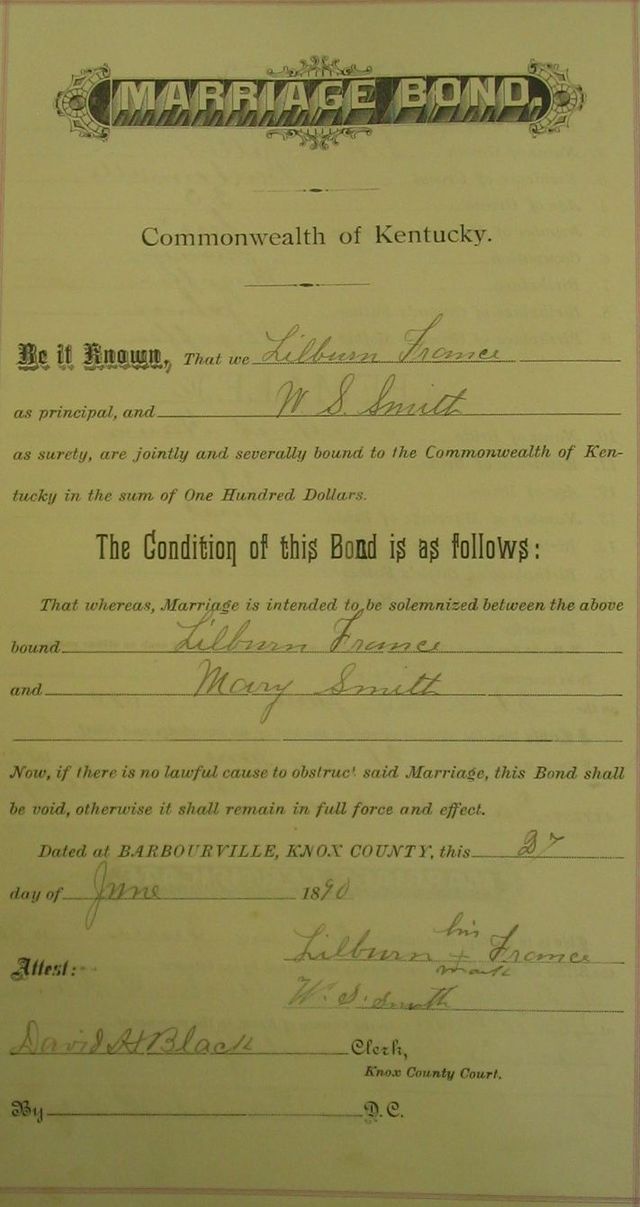 MARRIAGE BOND,
Commonwealth of Kentucky.
Be it Known, That we Lilburn France
as principal, and W S. Smith
as surety, are jointly and severally bound to the Commonwealth of Ken-
tucky in the sum of One Hundred Dollars.
The Condition of this Bond is as follows:
That whereas, Marriage is intended to be solemnized between the above
bound Lilburn France
and Mary Smith
Now, if there is no lawful cause to obstruct said Marriage, this Bond shall
be void, otherwise it shall remain in full force and effect.
Dated at BARBOURVILLE, KNOX COUNTY, this 27
day of June 1890
his
Lilburn + France
mark
Attest:
W. S. Smith
David H Black Clerk,
Knox County Court.
By D. C.